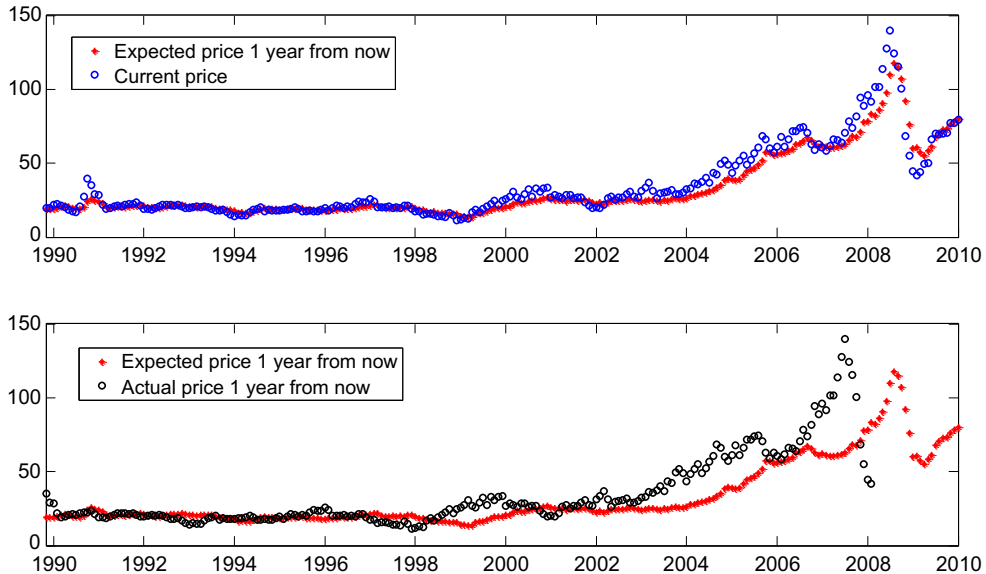 150
100
50
0
Expected price 1 year from now
Current price
1990 1992 1994 1996 1998 2000 2002 2004 2006 2008 2010
150
100
50
0
Expected price 1 year from now
Actual price 1 year from now
1990 1992 1994 1996 1998 2000 2002 2004 2006 2008 2010